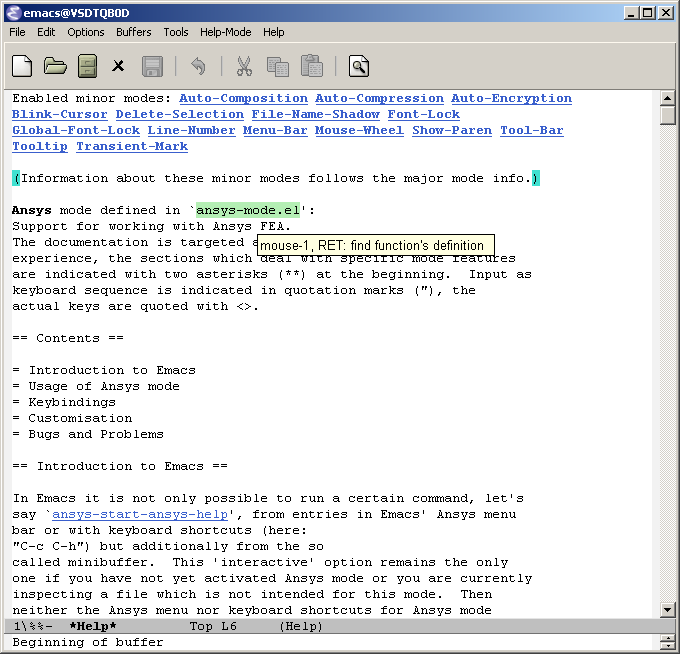 emacs@VSDTQB0D
File Edit Options Buffers Tools Help-Mode Help
Enabled minor modes: Auto-Composition Auto-Compression Auto-Encryption
Blink-Cursor Delete-Selection File-Name-Shadow Font-Lock
Global-Font-Lock Line-Number Menu-Bar Mouse-Wheel Show-Paren Tool-Bar
Tooltip Transient-Mark
(Information about these minor modes follows the major mode info.)
Ansys mode defined in `ansys-mode.el':
Support for working with Ansys FEA.
The documentation is targeted
mouse-1, RET: find function's definition
experience, the sections which deal with specific mode features
are indicated with two asterisks (**) at the beginning.  Input as
keyboard sequence is indicated in quotation marks ("), the
actual keys are quoted with <>.
== Contents ==
= Introduction to Emacs
= Usage of Ansys mode
= Keybindings
= Customisation
= Bugs and Problems
== Introduction to Emacs ==
In Emacs it is not only possible to run a certain command, let's
say `ansys-start-ansys-help', from entries in Emacs' Ansys menu
bar or with keyboard shortcuts (here:
"C-c C-h") but additionally from the so
called minibuffer.  This 'interactive' option remains the only
one if you have not yet activated Ansys mode or you are currently
inspecting a file which is not intended for this mode.  Then
neither the Ansys menu nor keyboard shortcuts for Ansys mode
1\%%-  *Help*          Top L6      (Help)
Beginning of buffer